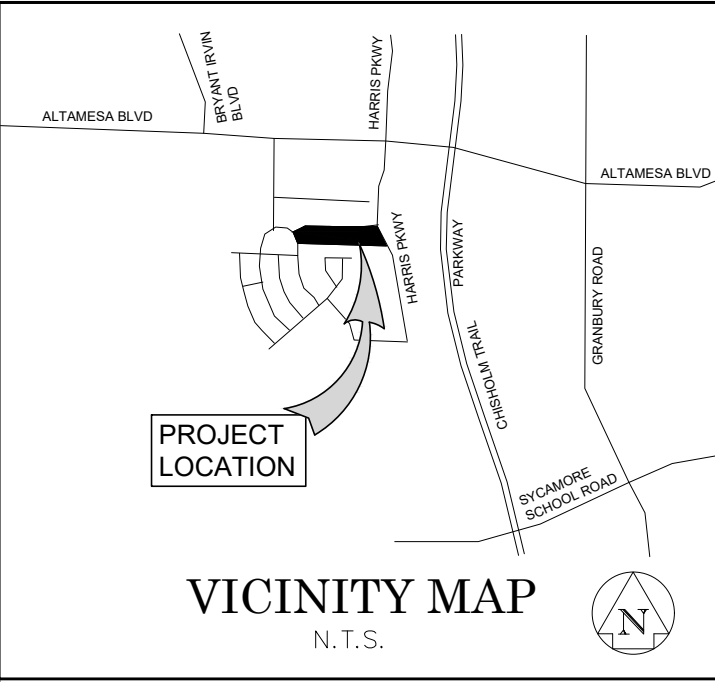 BRYANT IRVIN
BLVD
HARRIS PKWY
ALTAMESA BLVD
ALTAMESA BLVD
HARRIS PKWY
PARKWAY
GRANBURY ROAD
CHISHOLM TRAIL
PROJECT
LOCATION
SYCAMORE
SCHOOL ROAD
VICINITY MAP
N.T.S.
N